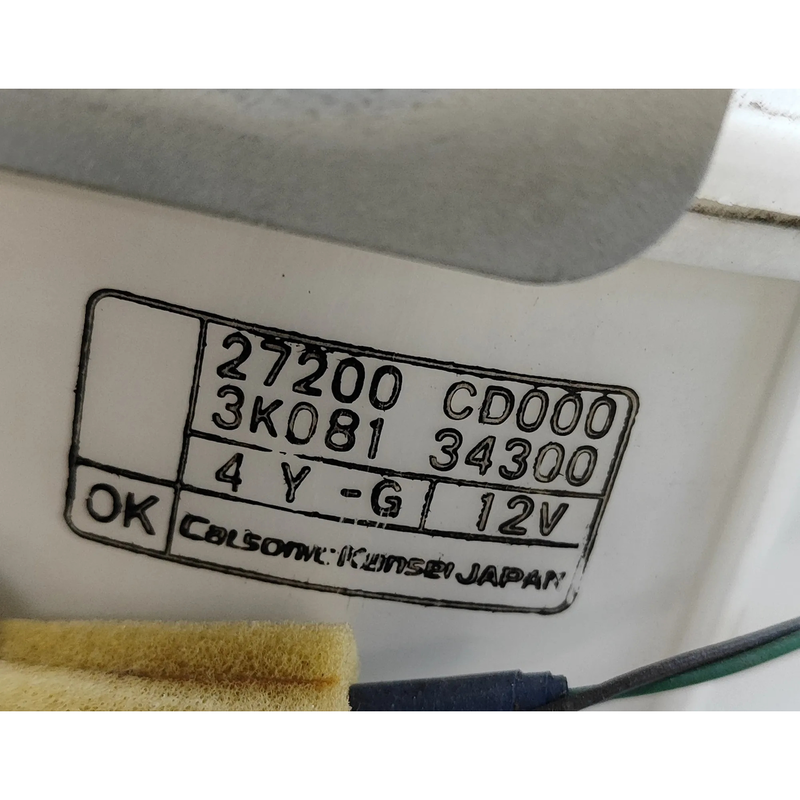 27200 CD000
3K081 34300
4 Y -G 12V
OK Calsonic Kansei JAPAN